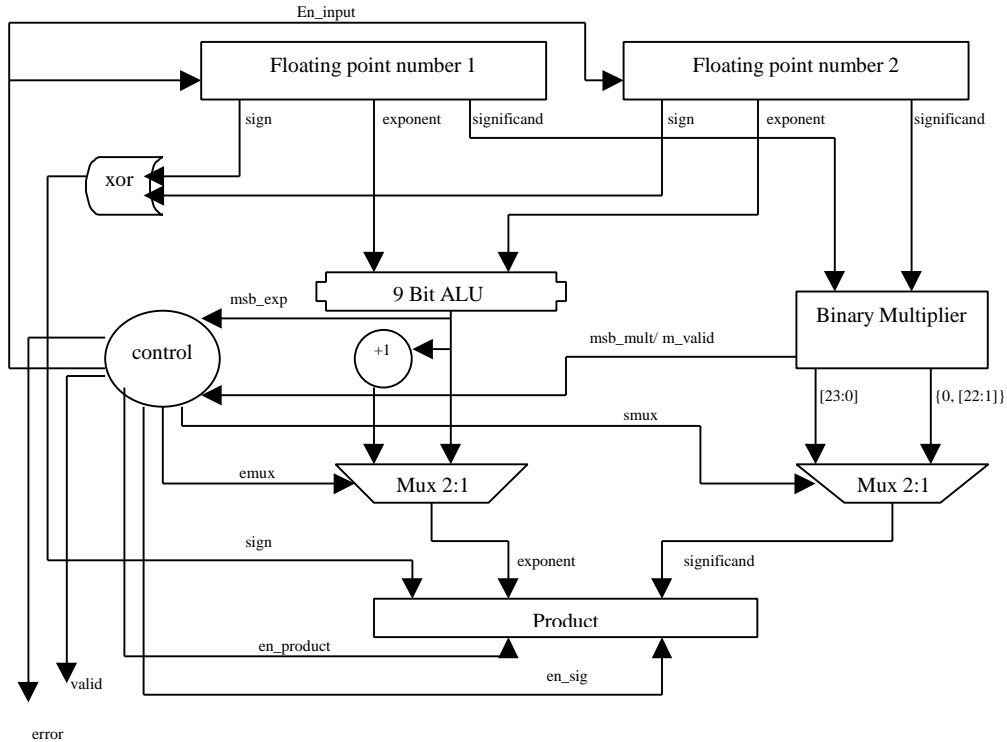 En_input
Floating point number 1
Floating point number 2
sign
exponent
significand
sign
exponent
significand
xor
9 Bit ALU
msb_exp
Binary Multiplier
control
+1
msb_mult/ m_valid
[23:0]
{0, [22:1]}
smux
emux
Mux 2:1
Mux 2:1
sign
exponent
significand
Product
en_product
en_sig
valid
error